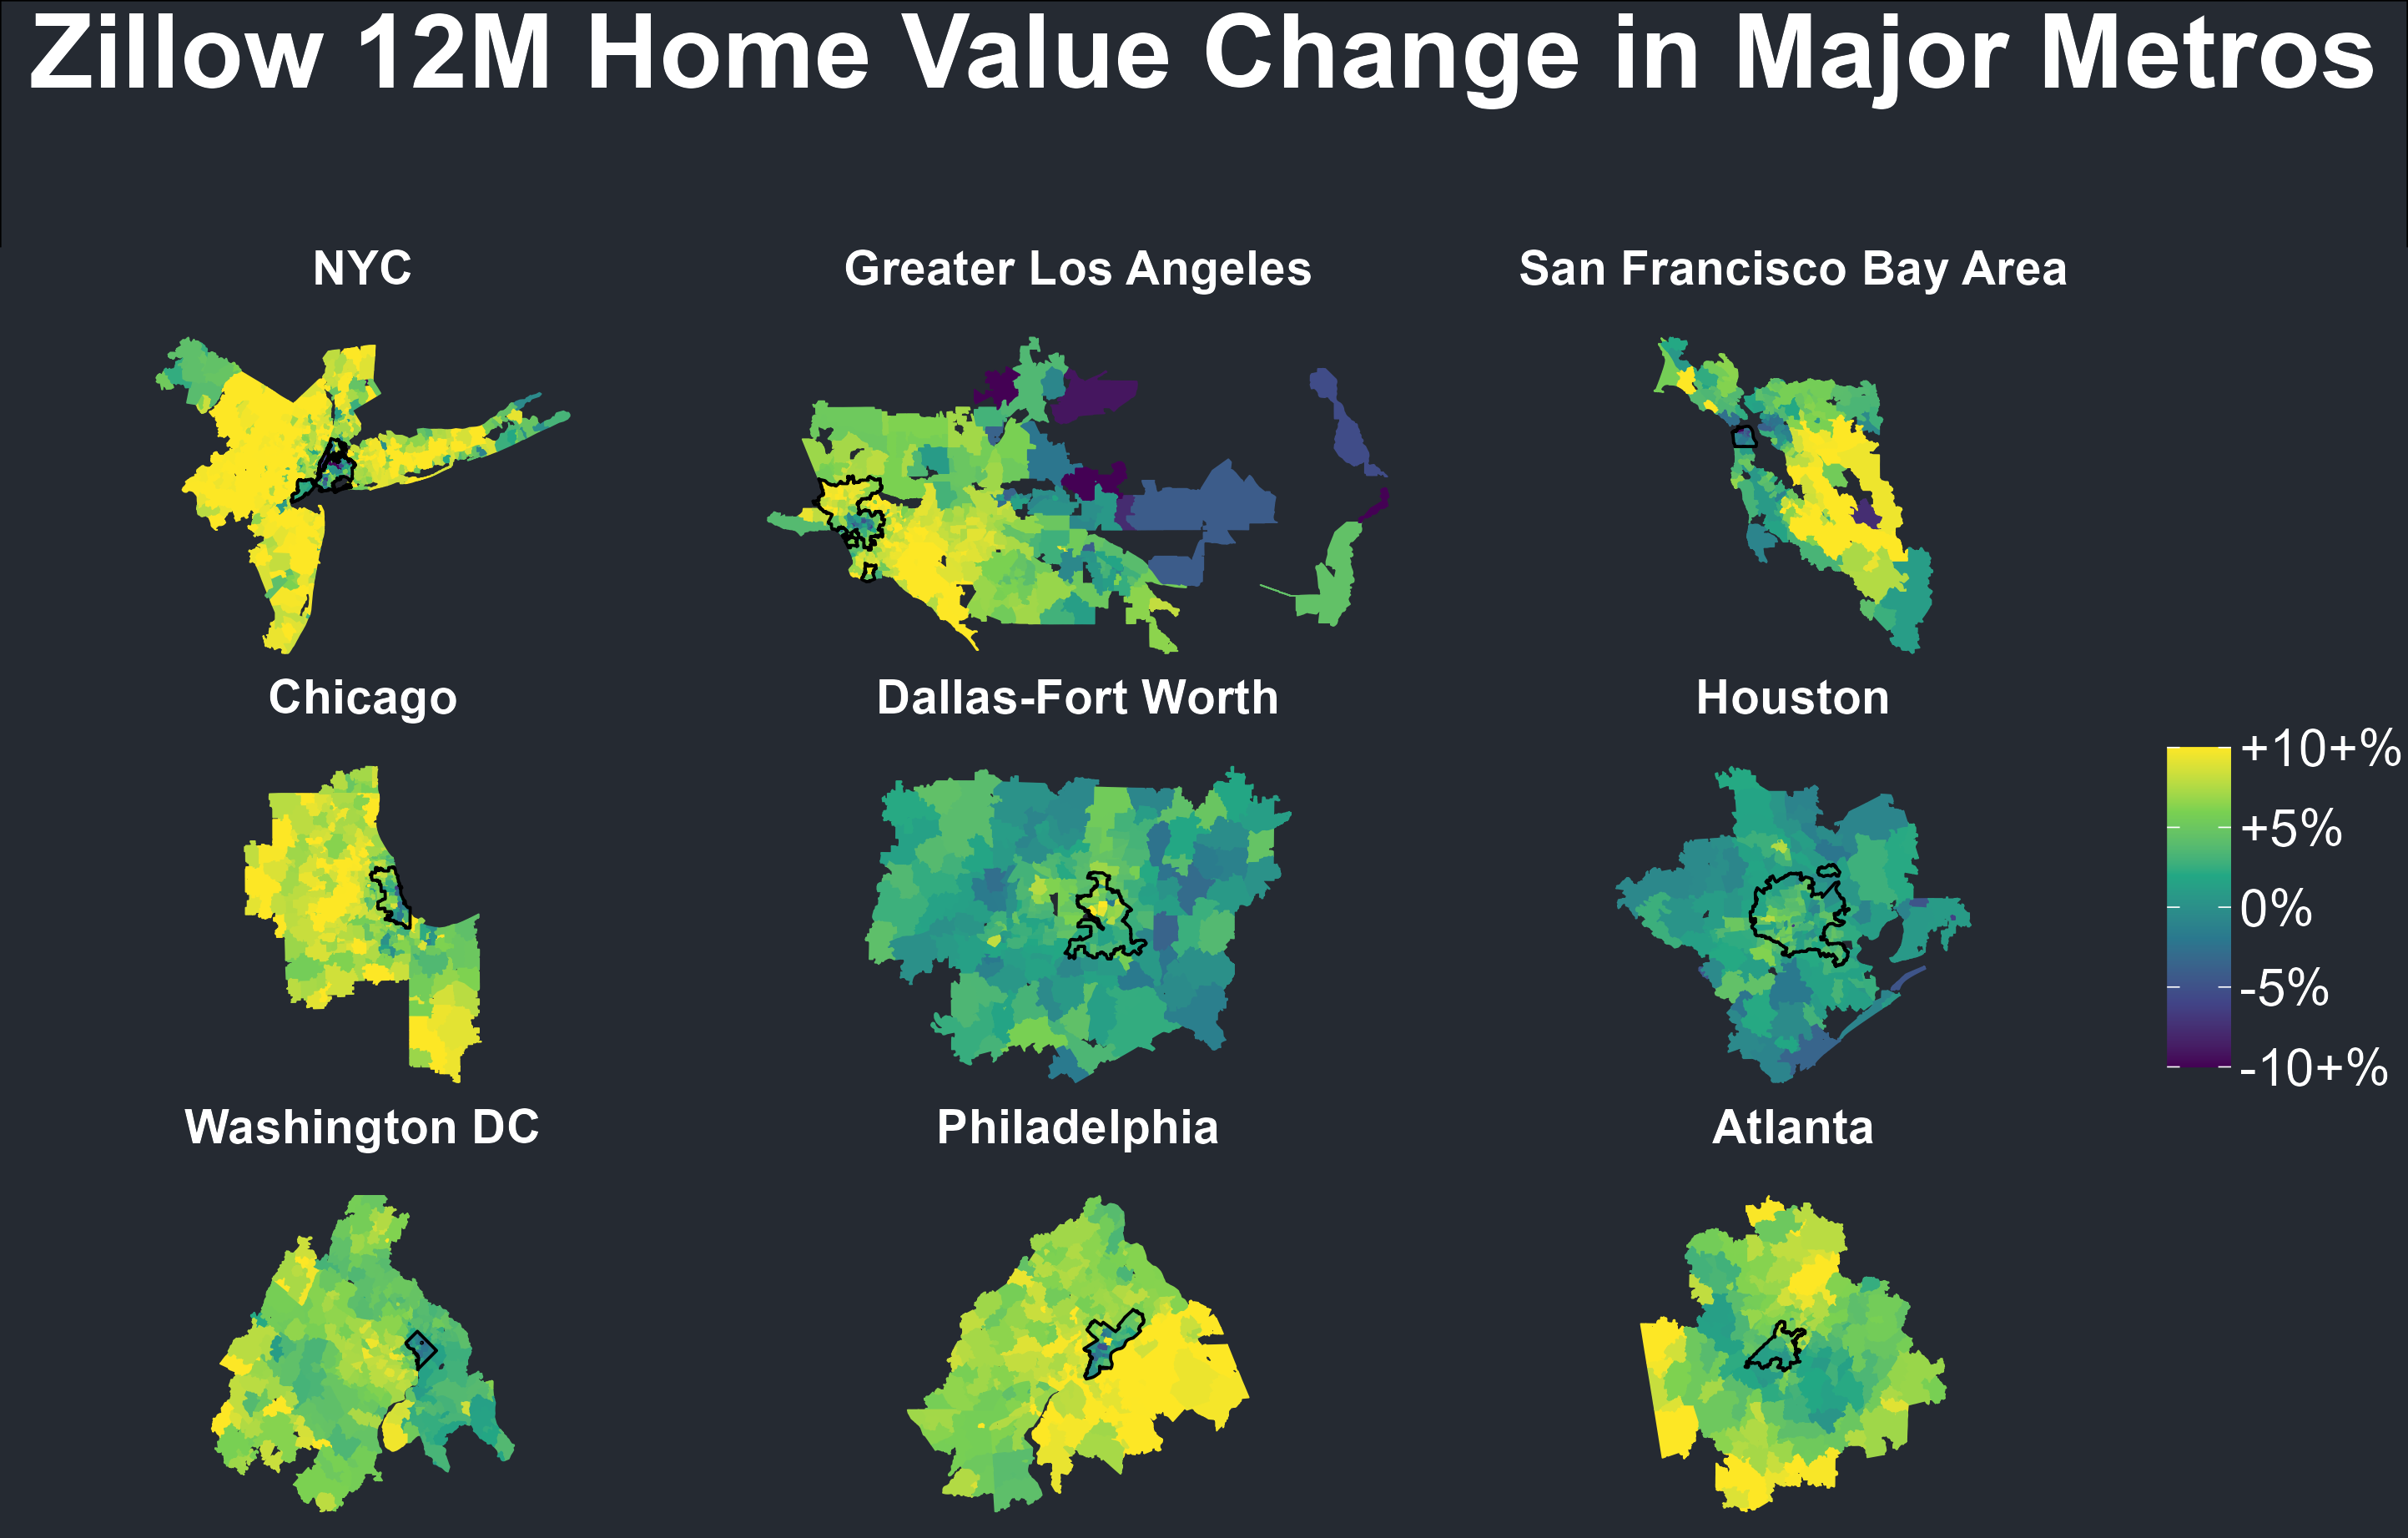 Zillow 12M Home Value Change in Major Metros
NYC
Greater Los Angeles
San Francisco Bay Area
Chicago
Dallas-Fort Worth
Houston
+10+%
+5%
0%
-5%
-10+%
Washington DC
Philadelphia
Atlanta